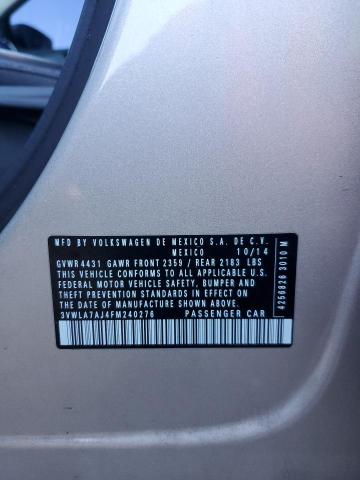 MFD. BY VOLKSWAGEN DE MEXICO S.A. DE C.V.
MEXICO 10/14
GVWR 4431 GAWR FRONT 2359 / REAR 2183 LBS
THIS VEHICLE CONFORMS TO ALL APPLICABLE U.S.
FEDERAL MOTOR VEHICLE SAFETY, BUMPER AND
THEFT PREVENTION STANDARDS IN EFFECT ON THE
DATE OF MANUFACTURE SHOWN ABOVE.
3VWLA7AJ4FM240276 PASSENGER CAR
4256826 3010 M